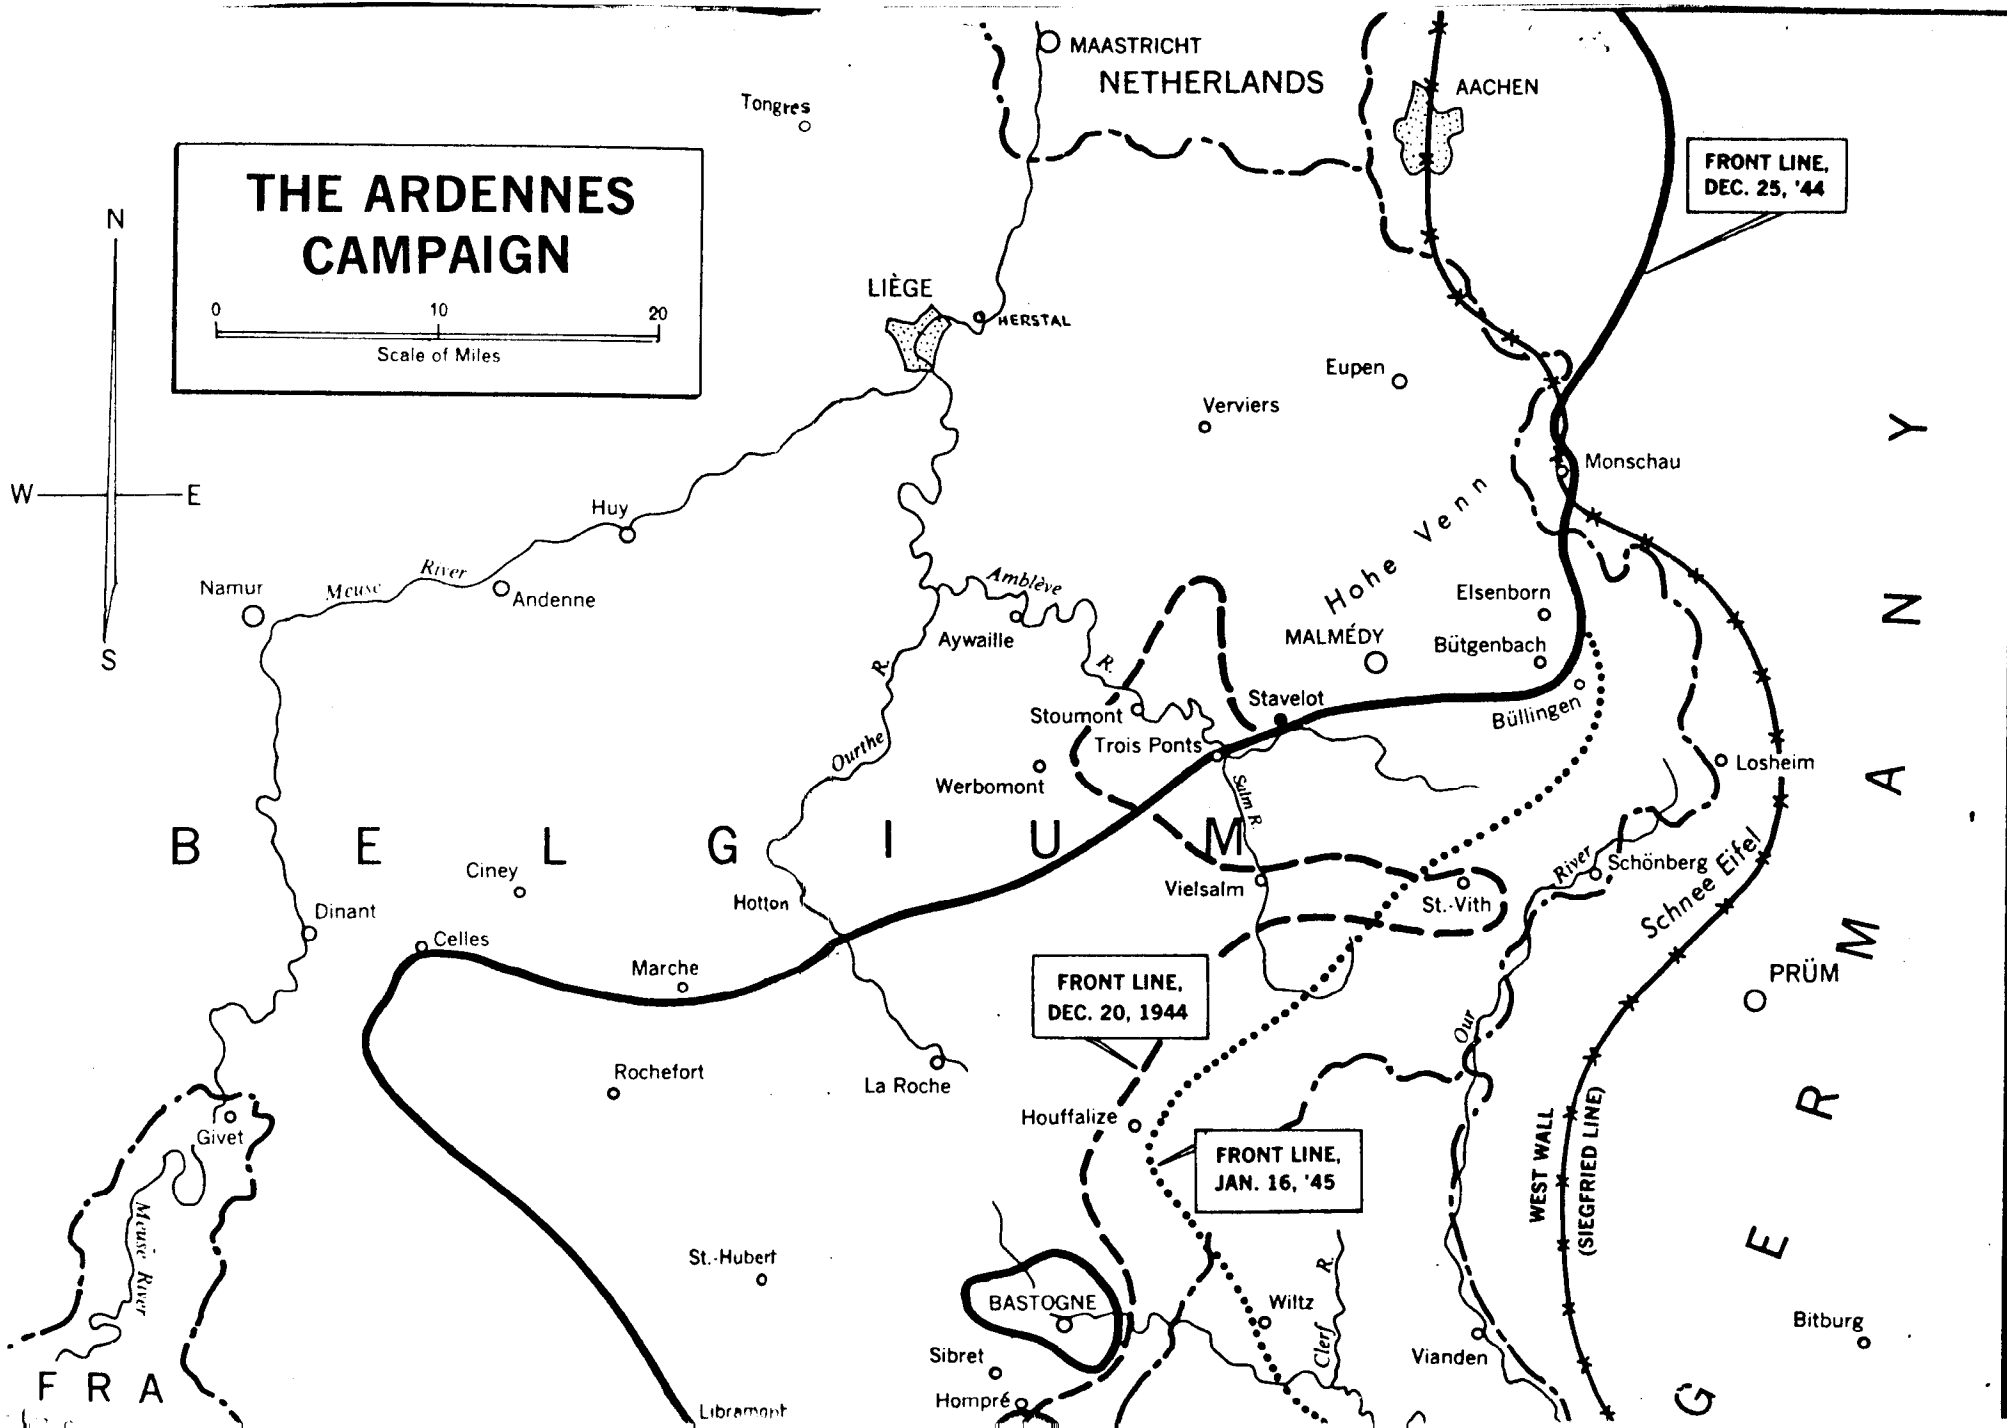 MAASTRICHT
NETHERLANDS
AACHEN
Tongres
FRONT LINE,
DEC. 25, '44
THE ARDENNES
CAMPAIGN
0 10 20
Scale of Miles
N
W E
S
LIÈGE
HERSTAL
Eupen
Verviers
Monschau
Hohe Venn
Huy
Namur
Meuse River
Andenne
Amblève R.
Aywaille
Elsenborn
MALMÉDY
Bütgenbach
Büllingen
Stavelot
Stoumont
Trois Ponts
Ourthe R.
Werbomont
Salm R.
Losheim
BELGIUM
GERMANY
Schönberg
Schnee Eifel
Our River
Ciney
Vielsalm
St.-Vith
Hotton
Dinant
Celles
Marche
PRÜM
FRONT LINE,
DEC. 20, 1944
Rochefort
La Roche
Houffalize
Givet
FRONT LINE,
JAN. 16, '45
WEST WALL
(SIEGFRIED LINE)
Meuse River
St.-Hubert
BASTOGNE
Wiltz
Clerf R.
Sibret
Vianden
Bitburg
Hompré
FRA
Libramont